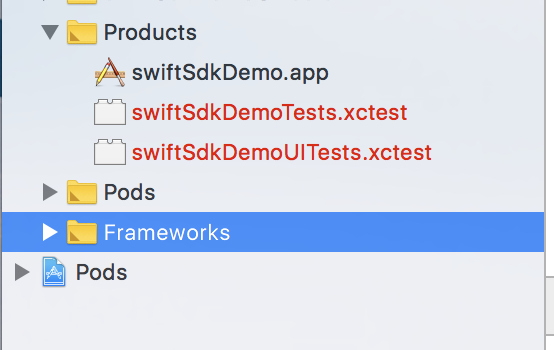 Products
swiftSdkDemo.app
swiftSdkDemoTests.xctest
swiftSdkDemoUITests.xctest
Pods
Frameworks
Pods